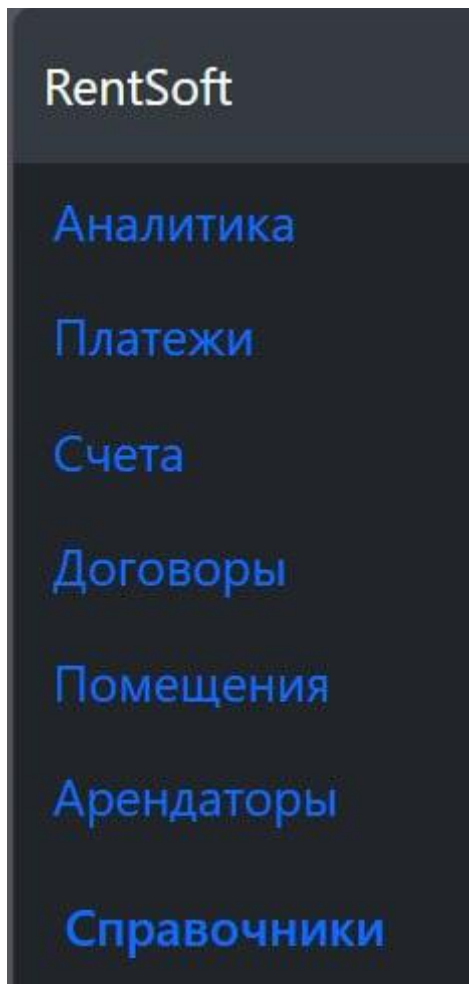 RentSoft
Аналитика
Платежи
Счета
Договоры
Помещения
Арендаторы
Справочники